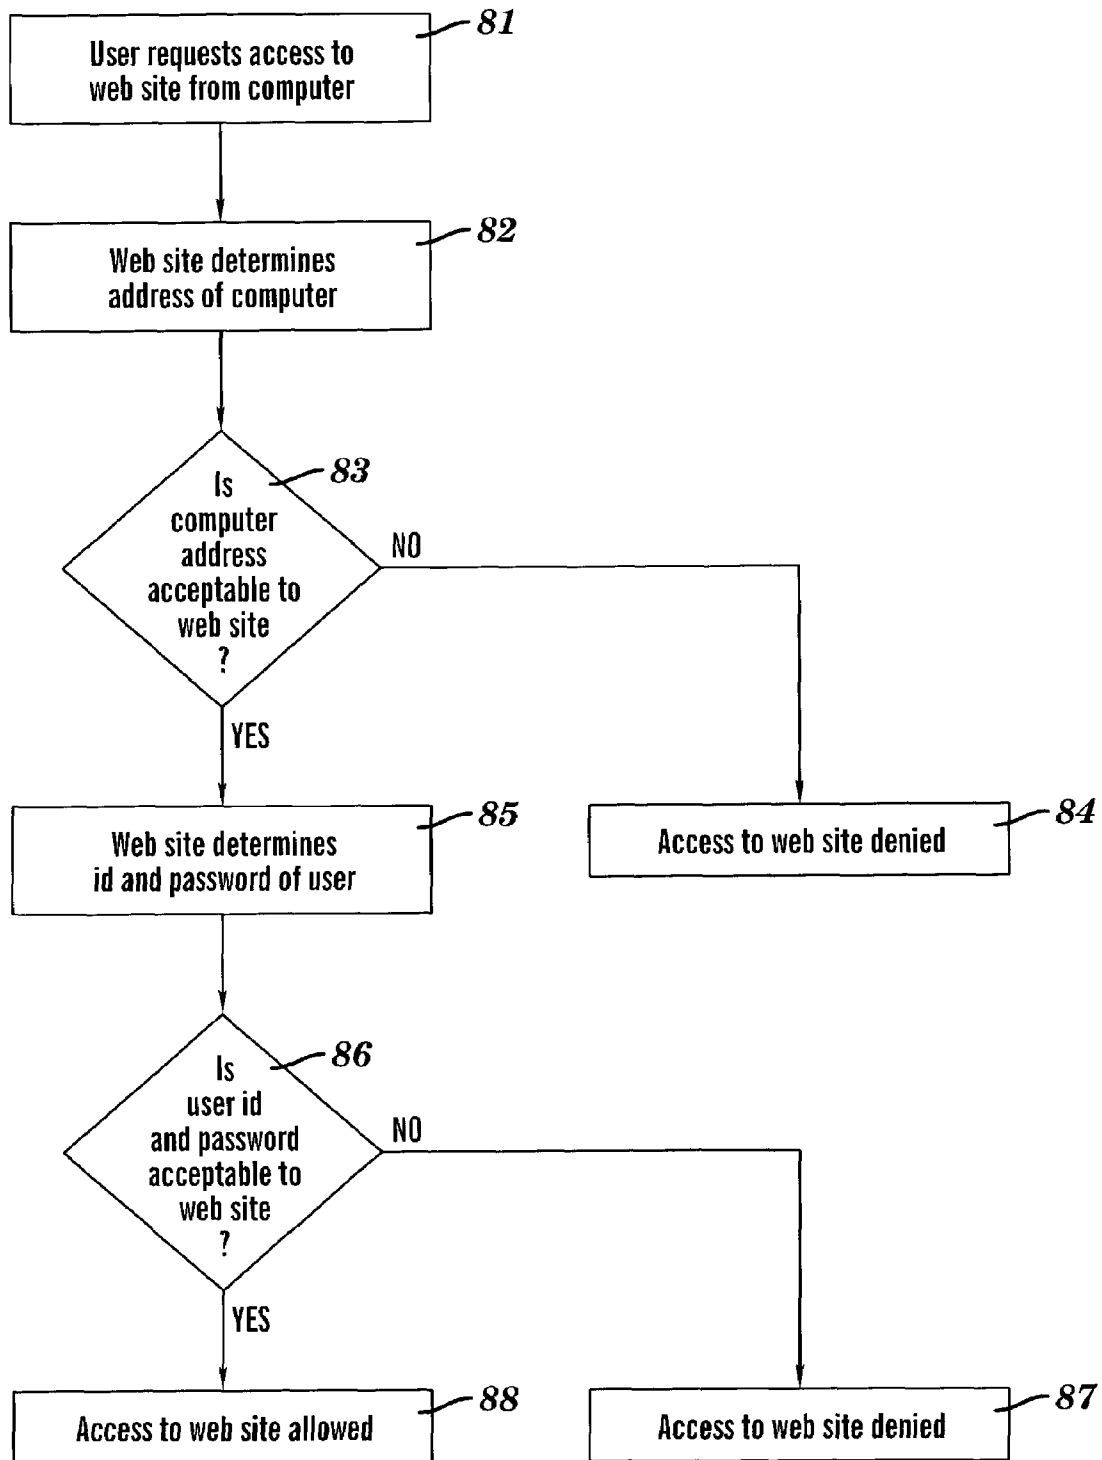 81
User requests access to
web site from computer
82
Web site determines
address of computer
83
Is
computer
address
acceptable to
web site
?
NO
YES
85
Web site determines
id and password of user
84
Access to web site denied
86
Is
user id
and password
acceptable to
web site
?
NO
YES
88
Access to web site allowed
87
Access to web site denied